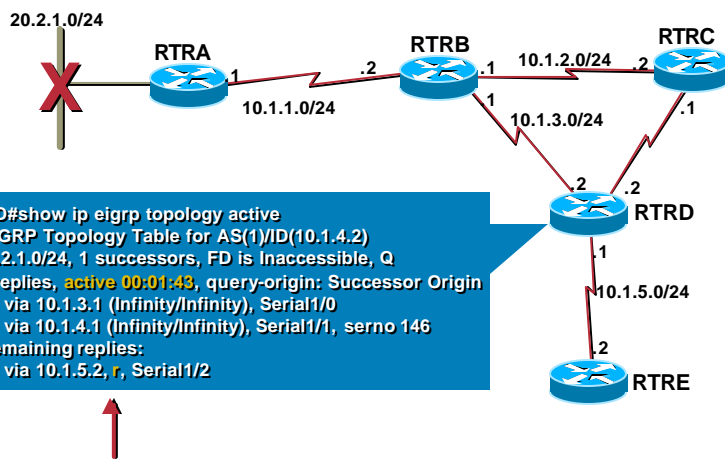 20.2.1.0/24
RTRA
RTRB
RTRC
.1
.2
.1
10.1.2.0/24
.2
10.1.1.0/24
.1
10.1.3.0/24
.1
.2
.2
RTRD
D#show ip eigrp topology active
GRP Topology Table for AS(1)/ID(10.1.4.2)
.2.1.0/24, 1 successors, FD is Inaccessible, Q
replies, active 00:01:43, query-origin: Successor Origin
via 10.1.3.1 (Infinity/Infinity), Serial1/0
via 10.1.4.1 (Infinity/Infinity), Serial1/1, serno 146
emaining replies:
via 10.1.5.2, r, Serial1/2
.1
10.1.5.0/24
.2
RTRE